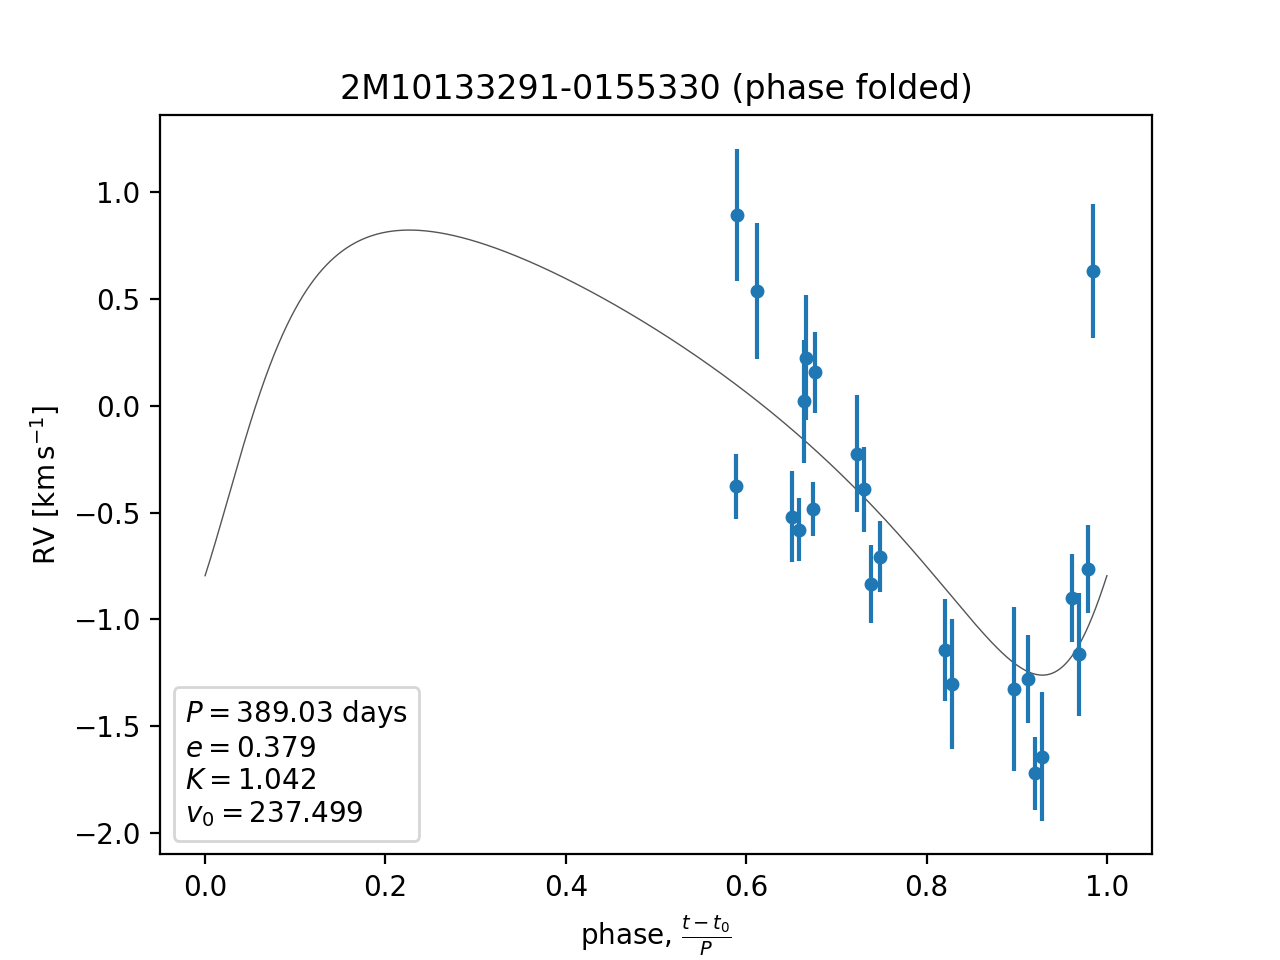 2M10133291-0155330 (phase folded)
RV [km s⁻¹]
1.0
0.5
0.0
−0.5
−1.0
−1.5
−2.0
P = 389.03 days
e = 0.379
K = 1.042
v₀ = 237.499
0.0 0.2 0.4 0.6 0.8 1.0
phase, (t − t₀)/P